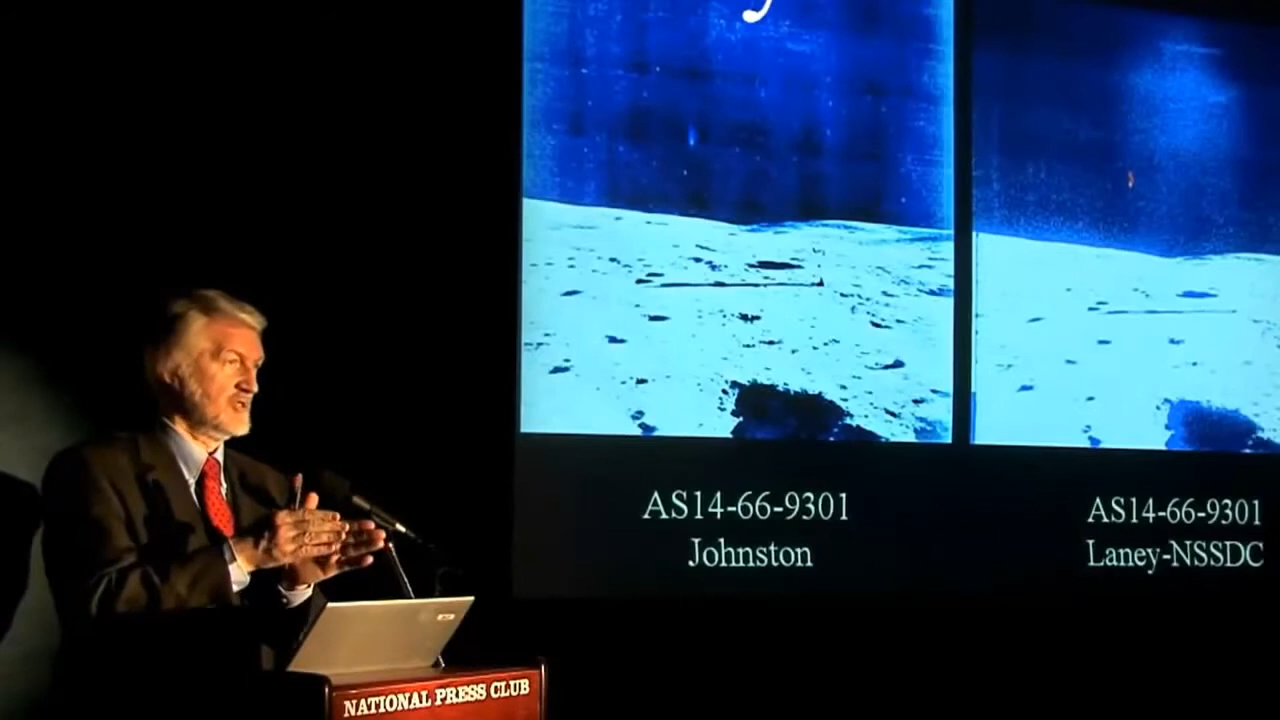 AS14-66-9301
Johnston
AS14-66-9301
Laney-NSSDC
NATIONAL PRESS CLUB